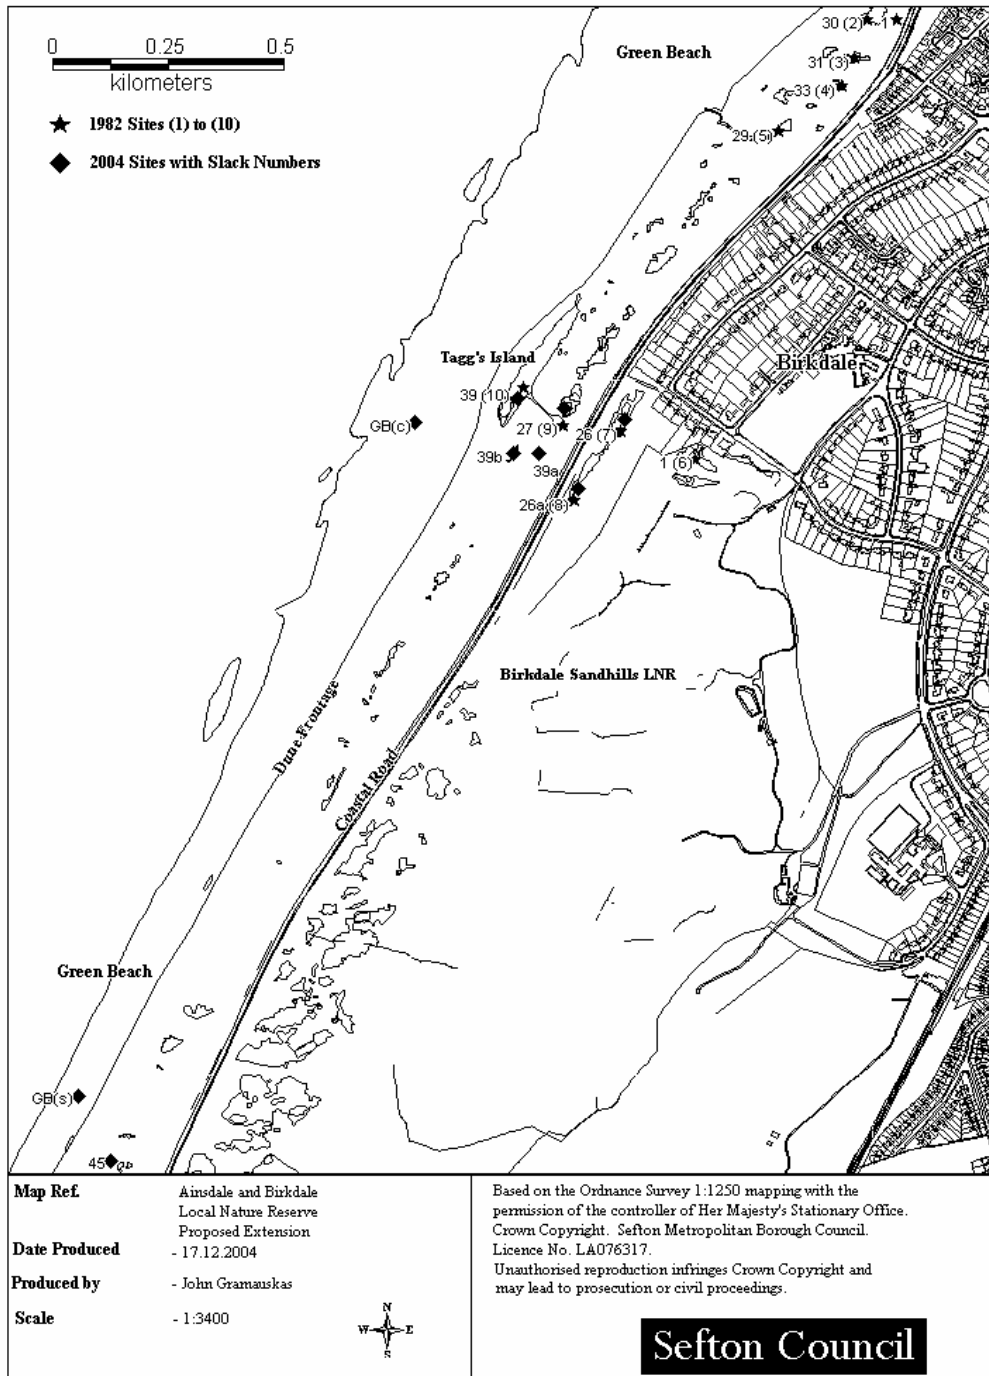 0 0.25 0.5
kilometers
1982 Sites (1) to (10)
2004 Sites with Slack Numbers
Green Beach
30 (2)
1
31 (3)
33 (4)
29 (5)
Tagg's Island
Birkdale
39 (10)
GB(c)
27 (9)
26 (7)
39b
39a
1 (6)
26a (8)
Birkdale Sandhills LNR
Dune Frontage
Coastal Road
Green Beach
GB(s)
45
Map Ref. Ainsdale and Birkdale
Local Nature Reserve
Proposed Extension
Date Produced - 17.12.2004
Produced by - John Gramauskas
Scale - 1:3400
N
W E
S
Based on the Ordnance Survey 1:1250 mapping with the
permission of the controller of Her Majesty's Stationary Office.
Crown Copyright. Sefton Metropolitan Borough Council.
Licence No. LA076317.
Unauthorised reproduction infringes Crown Copyright and
may lead to prosecution or civil proceedings.
Sefton Council